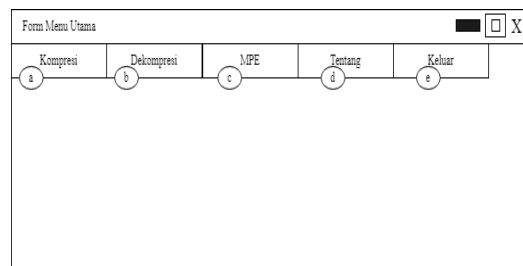 Form Menu Utama X
Kompresi Dekompresi MPE Tentang Keluar
a b c d e